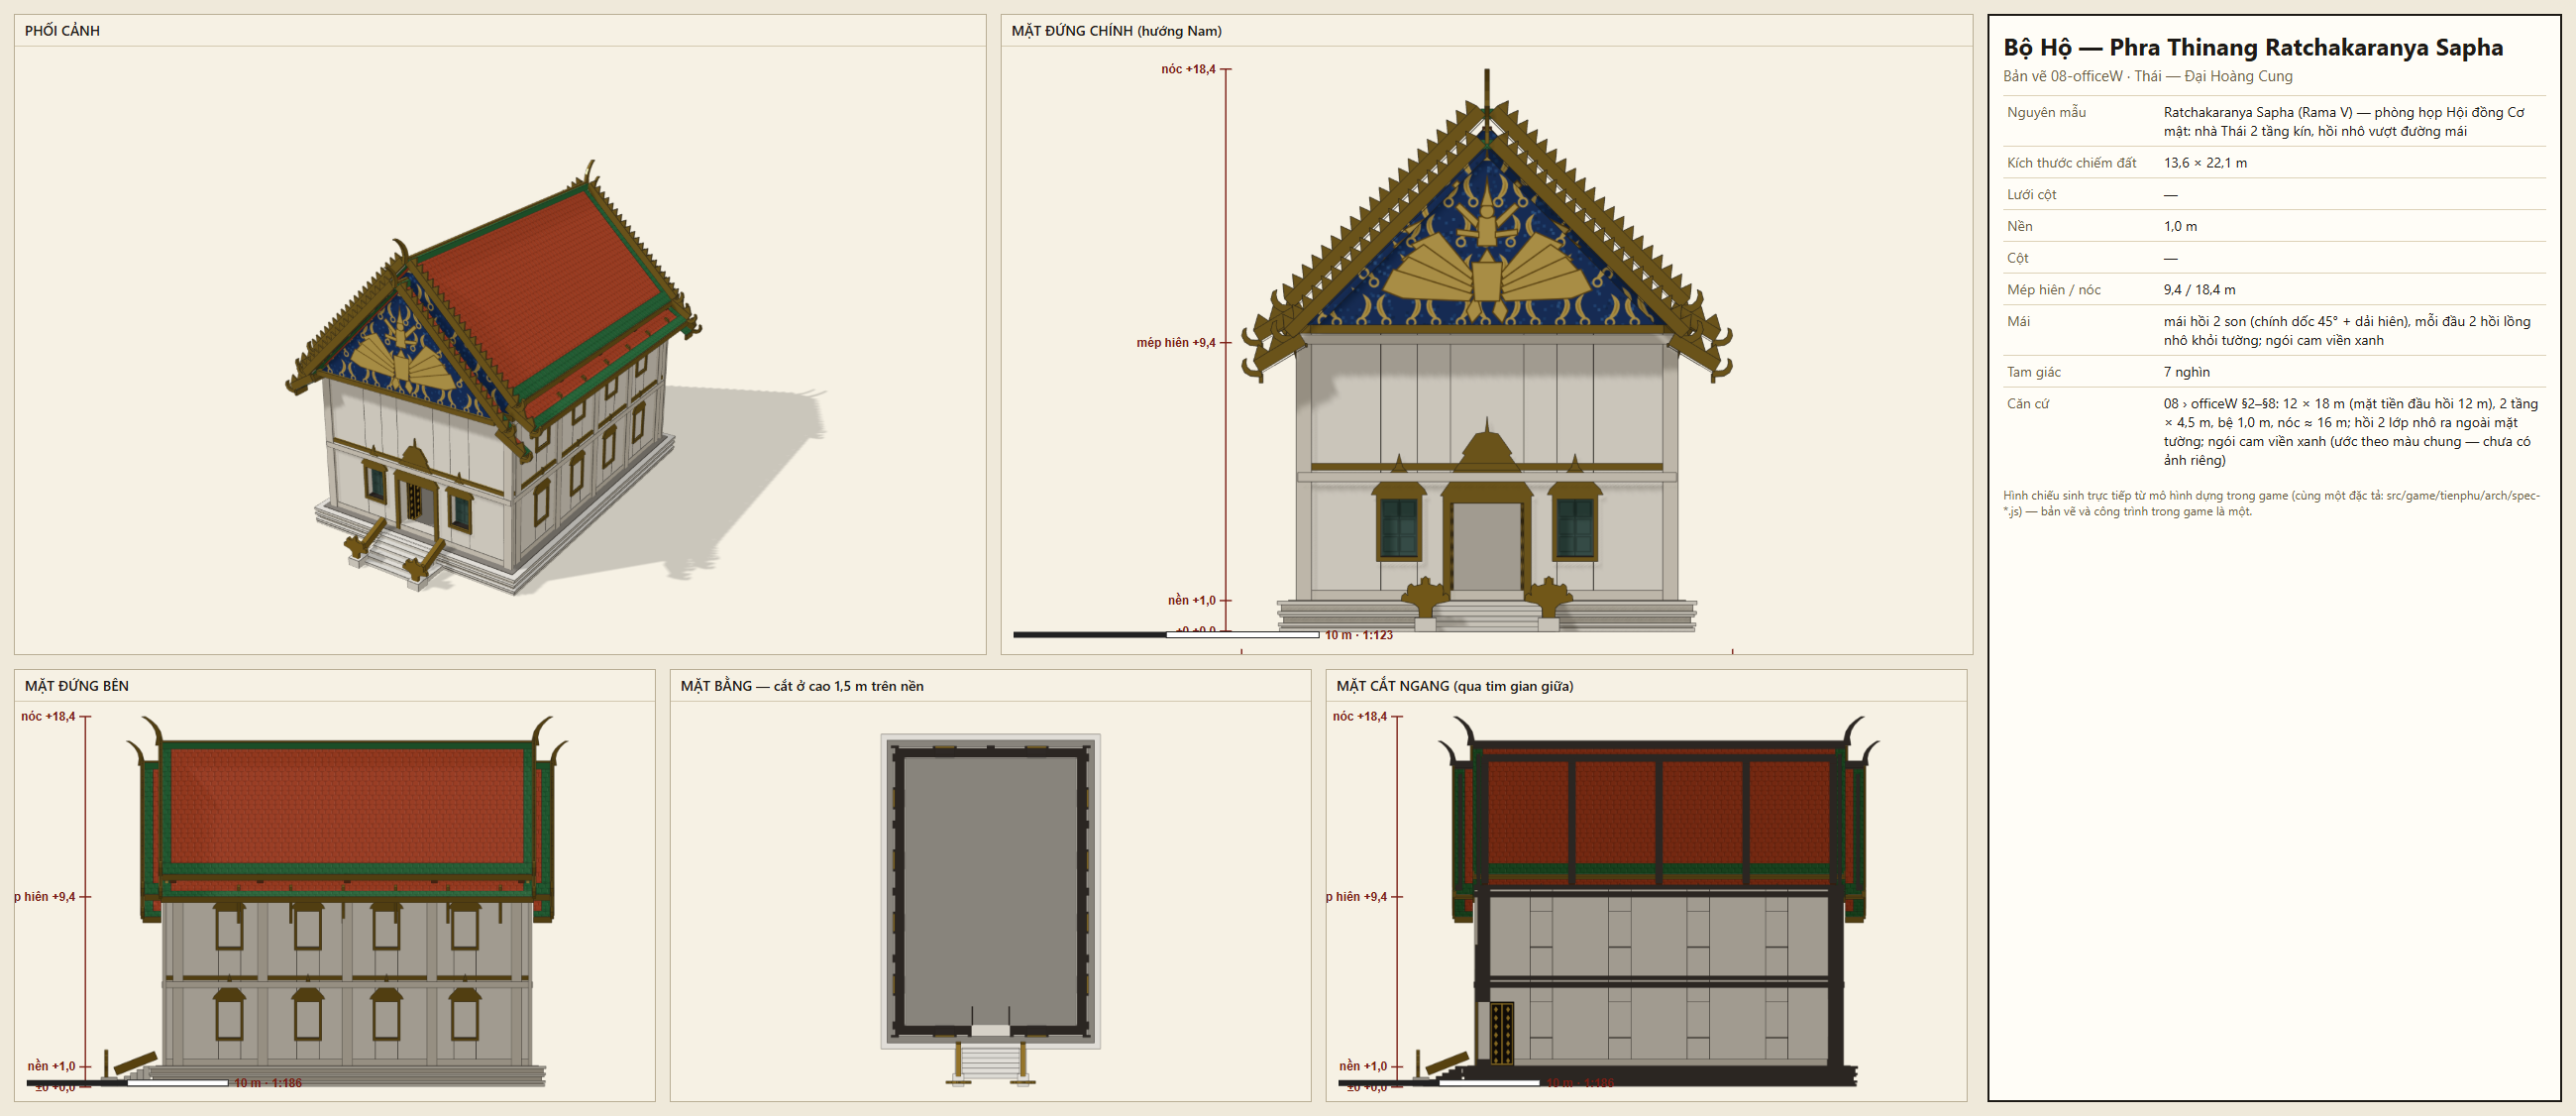 PHỐI CẢNH
MẶT ĐỨNG CHÍNH (hướng Nam)
nóc +18,4
mép hiên +9,4
nền +1,0
±0 +0,0
10 m · 1:123
MẶT ĐỨNG BÊN
nóc +18,4
p hiên +9,4
nền +1,0
±0 +0,0
10 m · 1:186
MẶT BẰNG — cắt ở cao 1,5 m trên nền
MẶT CẮT NGANG (qua tim gian giữa)
nóc +18,4
p hiên +9,4
nền +1,0
±0 +0,0
10 m · 1:186
Bộ Hộ — Phra Thinang Ratchakaranya Sapha
Bản vẽ 08-officeW · Thái — Đại Hoàng Cung
Nguyên mẫu
Ratchakaranya Sapha (Rama V) — phòng họp Hội đồng Cơ
mật: nhà Thái 2 tầng kín, hồi nhô vượt đường mái
Kích thước chiếm đất
13,6 × 22,1 m
Lưới cột
—
Nền
1,0 m
Cột
—
Mép hiên / nóc
9,4 / 18,4 m
Mái
mái hồi 2 son (chính dốc 45° + dải hiên), mỗi đầu 2 hồi lồng
nhô khỏi tường; ngói cam viền xanh
Tam giác
7 nghìn
Căn cứ
08 › officeW §2–§8: 12 × 18 m (mặt tiền đầu hồi 12 m), 2 tầng
× 4,5 m, bệ 1,0 m, nóc ≈ 16 m; hồi 2 lớp nhô ra ngoài mặt
tường; ngói cam viền xanh (ước theo màu chung — chưa có
ảnh riêng)
Hình chiếu sinh trực tiếp từ mô hình dựng trong game (cùng một đặc tả: src/game/tienphu/arch/spec-
*.js) — bản vẽ và công trình trong game là một.